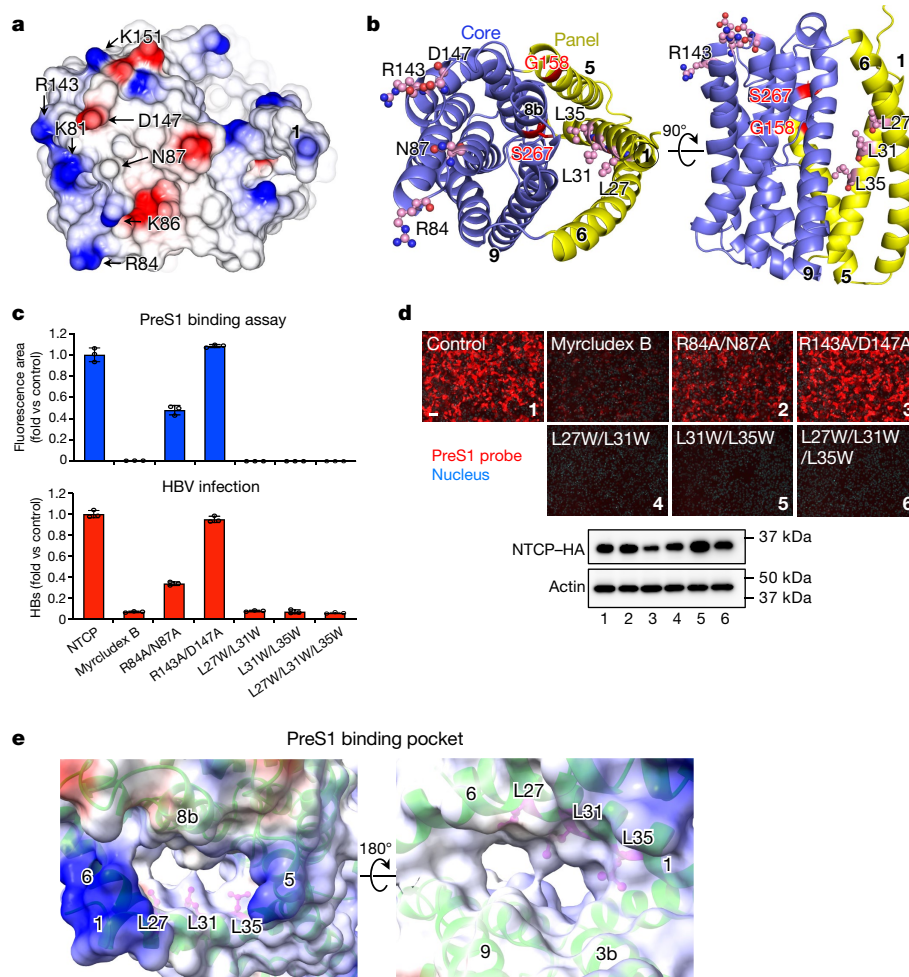 a
K151
R143
K81
D147
N87
K86
R84
1
b
Core
Panel
D147
R143
G158
5
8b
L35
N87
S267
1
L31
L27
R84
6
9
90°
R143
6
1
S267
L27
G158
L31
L35
9
5
c
PreS1 binding assay
Fluorescence area
(fold vs control)
1.2
1.0
0.8
0.6
0.4
0.2
0
HBV infection
HBs (fold vs control)
1.2
1.0
0.8
0.6
0.4
0.2
0
NTCP
Myrcludex B
R84A/N87A
R143A/D147A
L27W/L31W
L31W/L35W
L27W/L31W/L35W
d
Control
Myrcludex B
R84A/N87A
R143A/D147A
1
2
3
PreS1 probe
Nucleus
L27W/L31W
L31W/L35W
L27W/L31W
/L35W
4
5
6
NTCP–HA
37 kDa
Actin
50 kDa
37 kDa
1 2 3 4 5 6
e
PreS1 binding pocket
8b
6
5
1
L27
L31
L35
180°
6
L27
L31
L35
1
9
3b